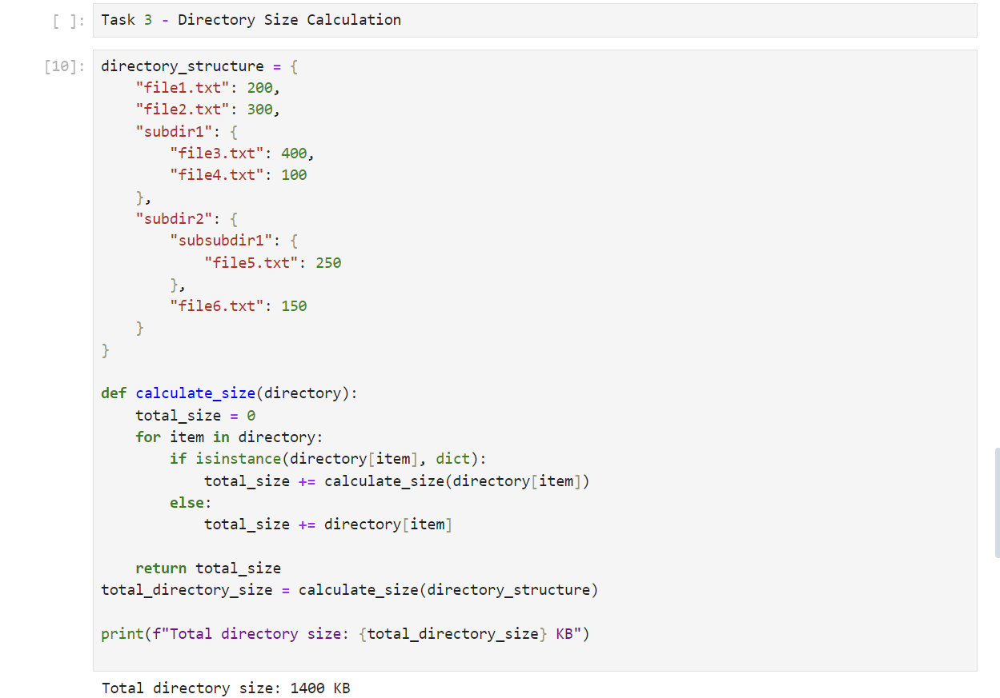 [ ]: Task 3 - Directory Size Calculation
[10]: directory_structure = {
    "file1.txt": 200,
    "file2.txt": 300,
    "subdir1": {
        "file3.txt": 400,
        "file4.txt": 100
    },
    "subdir2": {
        "subsubdir1": {
            "file5.txt": 250
        },
        "file6.txt": 150
    }
}

def calculate_size(directory):
    total_size = 0
    for item in directory:
        if isinstance(directory[item], dict):
            total_size += calculate_size(directory[item])
        else:
            total_size += directory[item]

    return total_size
total_directory_size = calculate_size(directory_structure)

print(f"Total directory size: {total_directory_size} KB")

Total directory size: 1400 KB